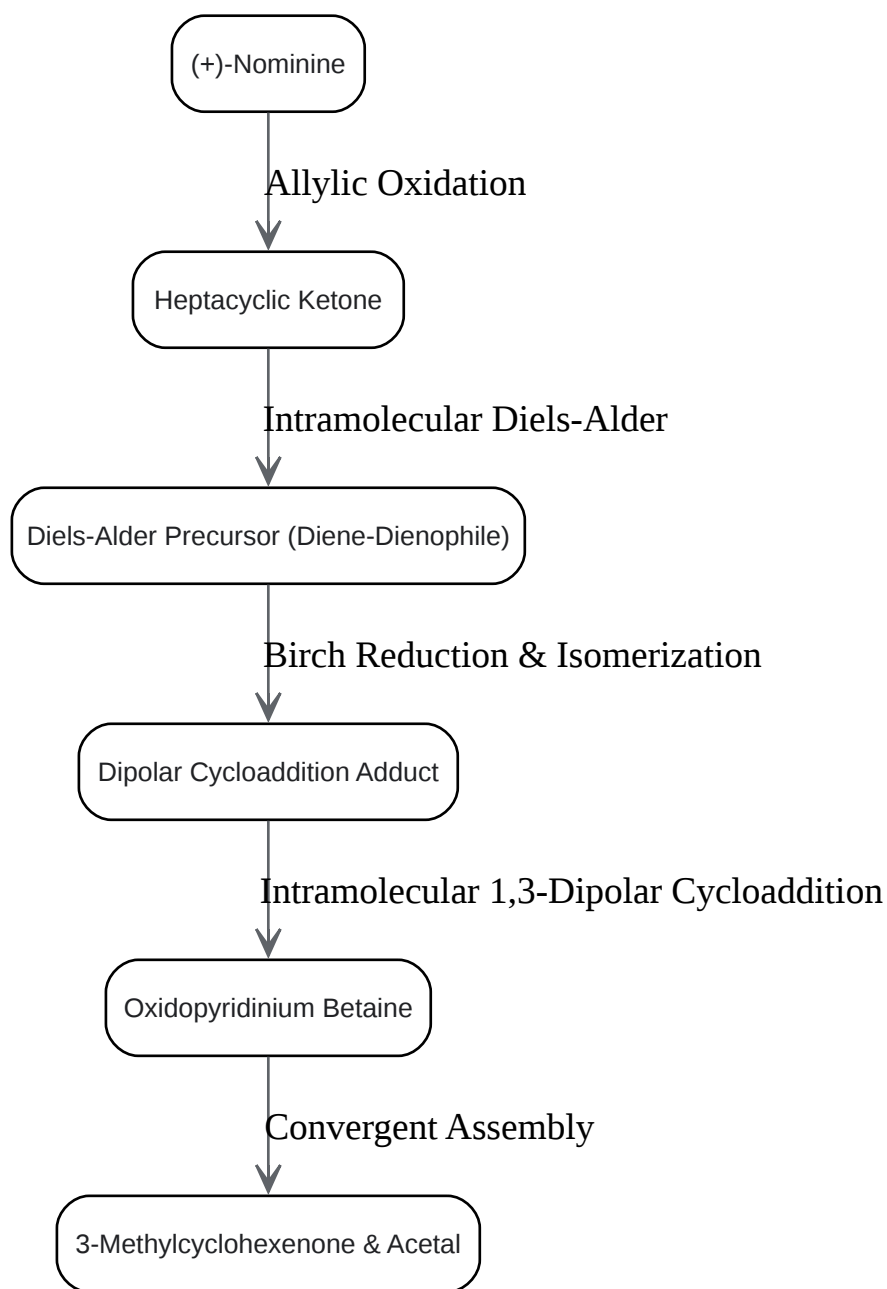 (+)-Nominine
Allylic Oxidation
Heptacyclic Ketone
Intramolecular Diels-Alder
Diels-Alder Precursor (Diene-Dienophile)
Birch Reduction & Isomerization
Dipolar Cycloaddition Adduct
Intramolecular 1,3-Dipolar Cycloaddition
Oxidopyridinium Betaine
Convergent Assembly
3-Methylcyclohexenone & Acetal